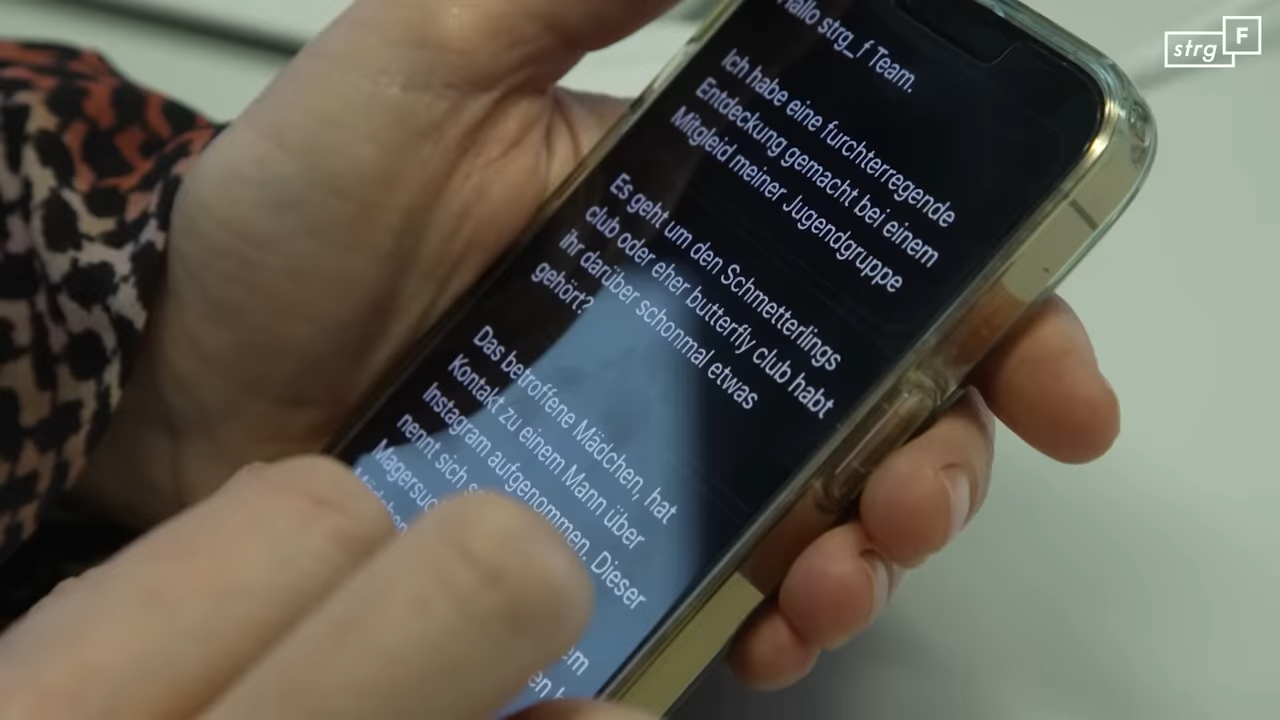 strg F
Hallo strg_f Team.
Ich habe eine furchterregende
Entdeckung gemacht bei einem
Mitgleid meiner Jugendgruppe
Es geht um den Schmetterlings
club oder eher butterfly club habt
ihr darüber schonmal etwas
gehört?
Das betroffene Mädchen, hat
Kontakt zu einem Mann über
Instagram aufgenommen. Dieser
nennt sich